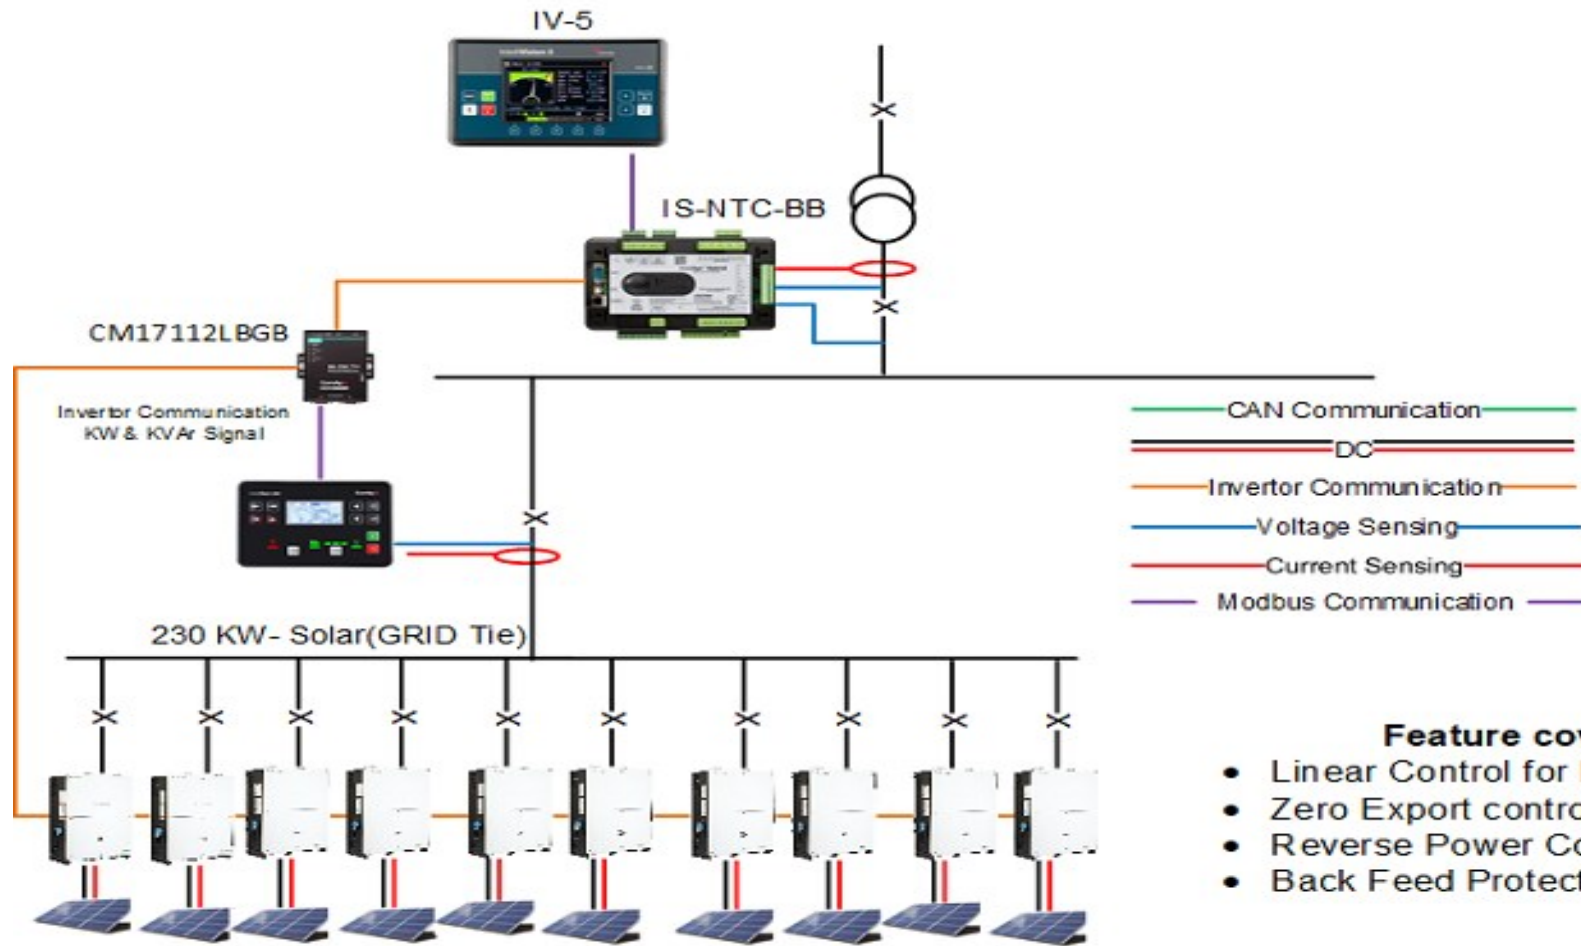 IV-5
IS-NTC-BB
CM17112LBGB
Invertor Communication
KW & KVAr Signal
CAN Communication
DC
Invertor Communication
Voltage Sensing
Current Sensing
Modbus Communication
230 KW- Solar(GRID Tie)
Feature cov
• Linear Control for
• Zero Export contro
• Reverse Power Co
• Back Feed Protect